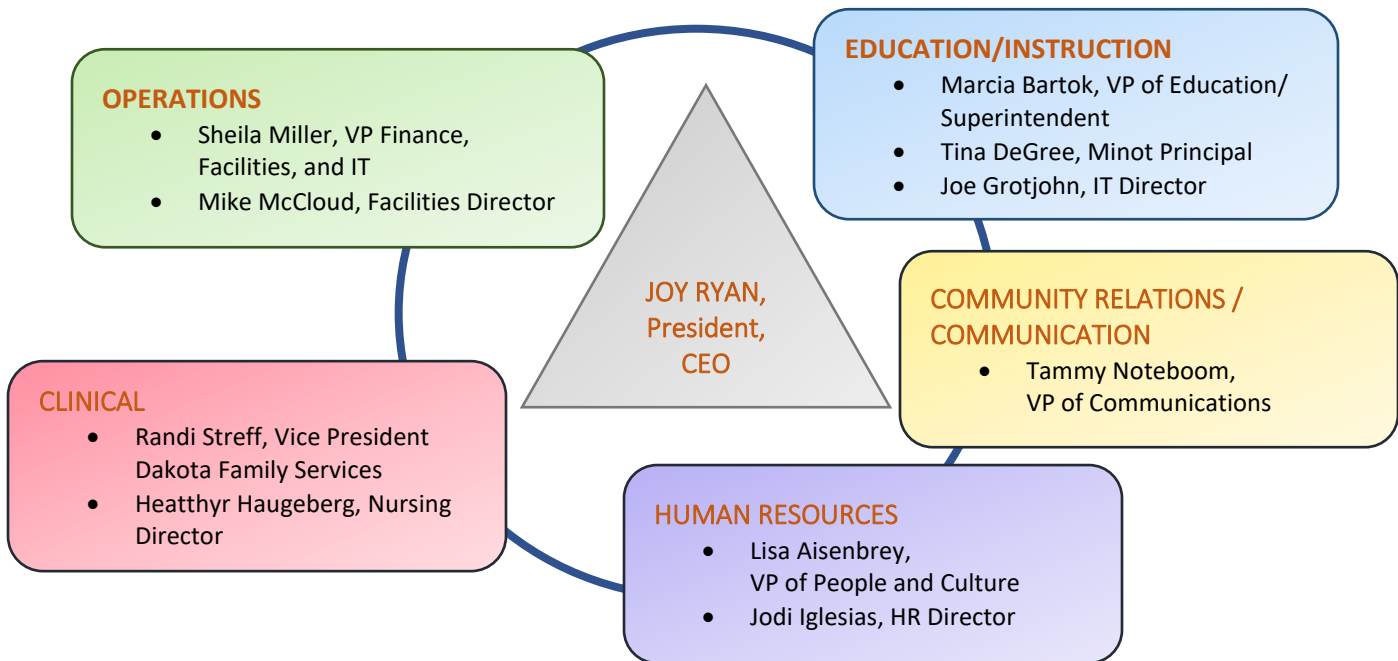 OPERATIONS
• Sheila Miller, VP Finance,
Facilities, and IT
• Mike McCloud, Facilities Director
EDUCATION/INSTRUCTION
• Marcia Bartok, VP of Education/
Superintendent
• Tina DeGree, Minot Principal
• Joe Grotjohn, IT Director
JOY RYAN,
President,
CEO
COMMUNITY RELATIONS /
COMMUNICATION
• Tammy Noteboom,
VP of Communications
CLINICAL
• Randi Streff, Vice President
Dakota Family Services
• Heatthyr Haugeberg, Nursing
Director
HUMAN RESOURCES
• Lisa Aisenbrey,
VP of People and Culture
• Jodi Iglesias, HR Director